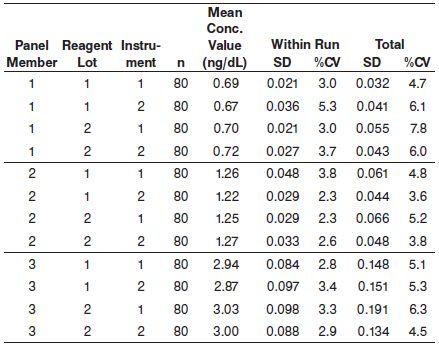 Mean
Conc.
Panel Reagent Instru- Value Within Run Total
Member Lot ment n (ng/dL) SD %CV SD %CV
1 1 1 80 0.69 0.021 3.0 0.032 4.7
1 1 2 80 0.67 0.036 5.3 0.041 6.1
1 2 1 80 0.70 0.021 3.0 0.055 7.8
1 2 2 80 0.72 0.027 3.7 0.043 6.0
2 1 1 80 1.26 0.048 3.8 0.061 4.8
2 1 2 80 1.22 0.029 2.3 0.044 3.6
2 2 1 80 1.25 0.029 2.3 0.066 5.2
2 2 2 80 1.27 0.033 2.6 0.048 3.8
3 1 1 80 2.94 0.084 2.8 0.148 5.1
3 1 2 80 2.87 0.097 3.4 0.151 5.3
3 2 1 80 3.03 0.098 3.3 0.191 6.3
3 2 2 80 3.00 0.088 2.9 0.134 4.5